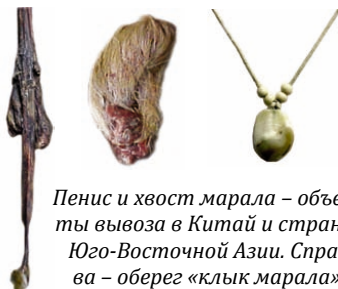 Пенис и хвост марала – объе
ты вывоза в Китай и стран
Юго-Восточной Азии. Спра
ва – оберег «клык марала»